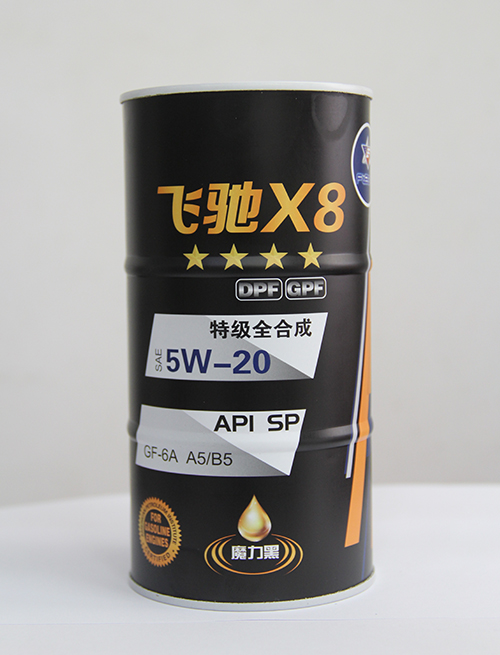 飞驰X8
DPF GPF
特级全合成
SAE 5W-20
API SP
GF-6A A5/B5
FOR
GASOLINE
ENGINES
魔力黑